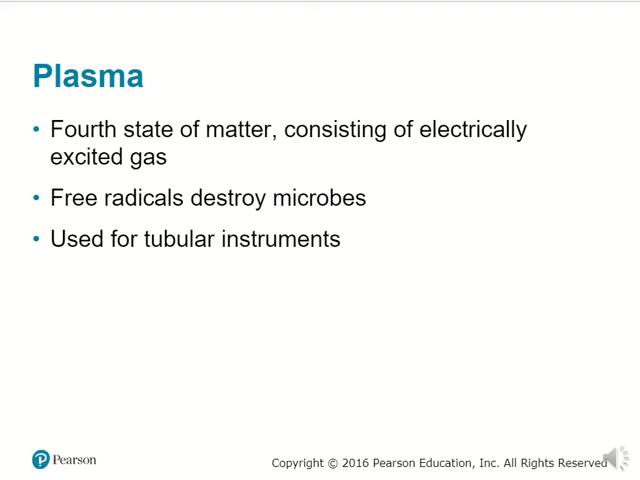 Plasma
• Fourth state of matter, consisting of electrically
excited gas
• Free radicals destroy microbes
• Used for tubular instruments
Pearson
Copyright © 2016 Pearson Education, Inc. All Rights Reserved